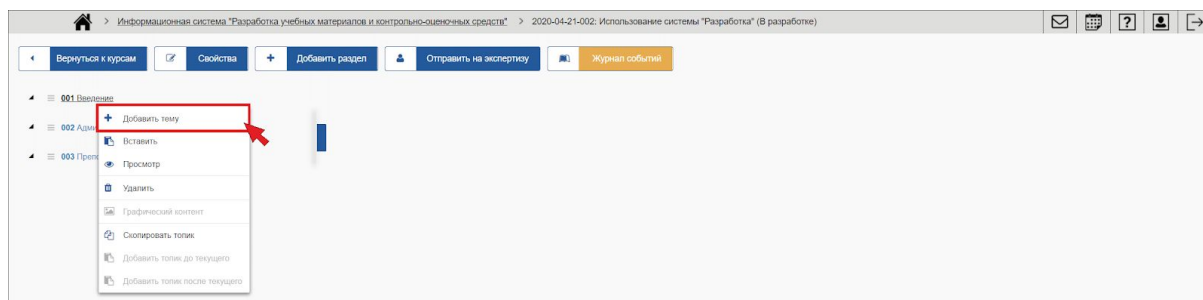 > Информационная система "Разработка учебных материалов и контрольно-оценочных средств" > 2020-04-21-002: Использование системы "Разработка" (В разработке)
Вернуться к курсам Свойства Добавить раздел Отправить на экспертизу Журнал событий
001 Введение
Добавить тему
002
Вставить
003
Просмотр
Удалить
Графический контент
Скопировать топик
Добавить топик до текущего
Добавить топик после текущего